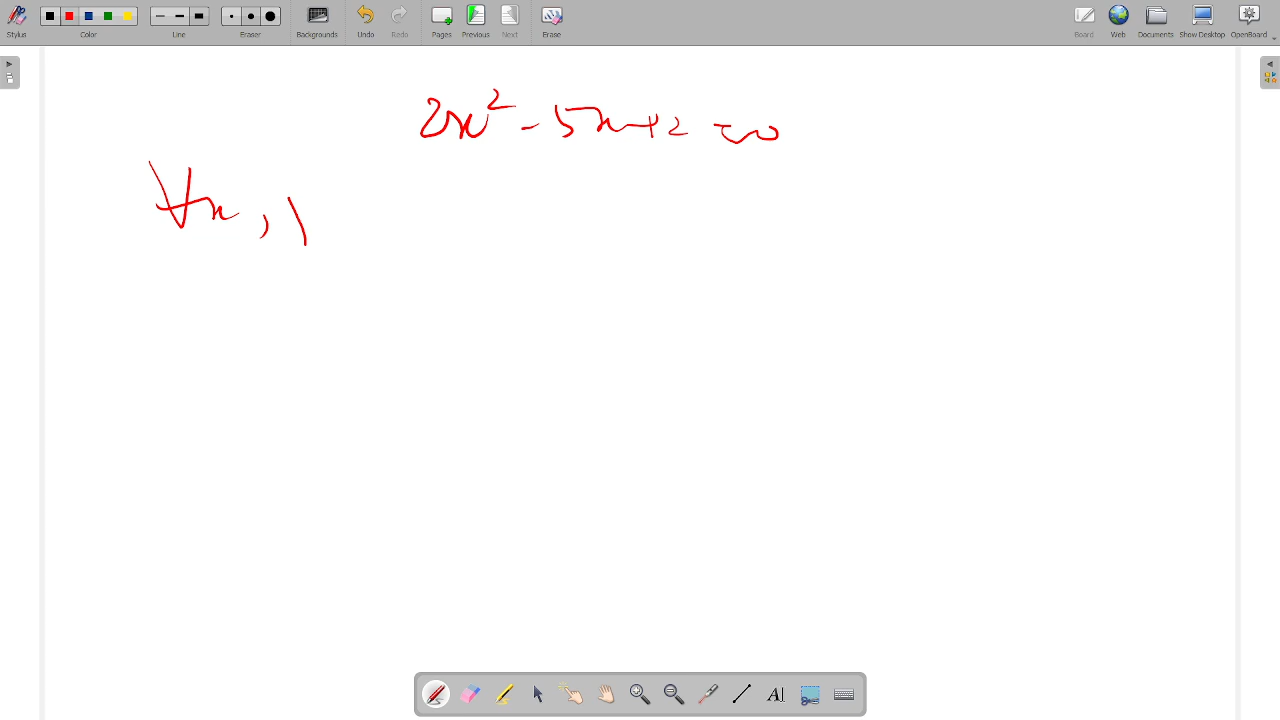 Stylus Color Line Eraser Backgrounds Undo Redo Pages Previous Next Erase Board Web Documents Show Desktop OpenBoard
2x² - 5x + 2 = 0
∀x , \